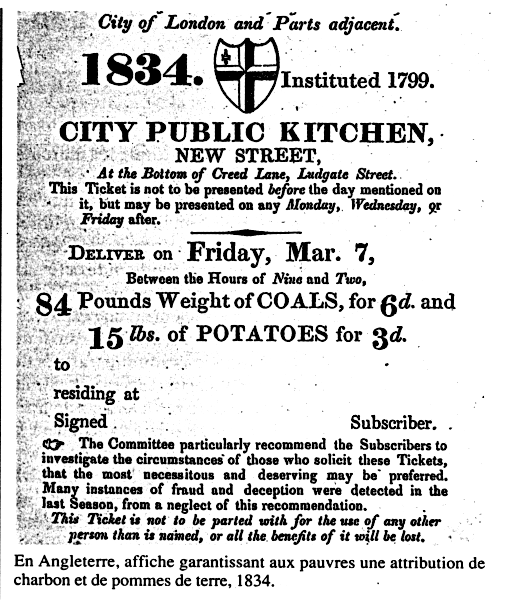 City of London and Parts adjacent.
1834. Instituted 1799.
CITY PUBLIC KITCHEN,
NEW STREET,
At the Bottom of Creed Lane, Ludgate Street.
This Ticket is not to be presented before the day mentioned on
it, but may be presented on any Monday, Wednesday, or
Friday after.
DELIVER on Friday, Mar. 7,
Between the Hours of Nine and Two,
84 Pounds Weight of COALS, for 6d. and
15 lbs. of POTATOES for 3d.
to
residing at
Signed Subscriber.
☞ The Committee particularly recommend the Subscribers to
investigate the circumstances of those who solicit these Tickets,
that the most necessitous and deserving may be preferred.
Many instances of fraud and deception were detected in the
last Season, from a neglect of this recommendation.
This Ticket is not to be parted with for the use of any other
person than is named, or all the benefits of it will be lost.
En Angleterre, affiche garantissant aux pauvres une attribution de
charbon et de pommes de terre, 1834.